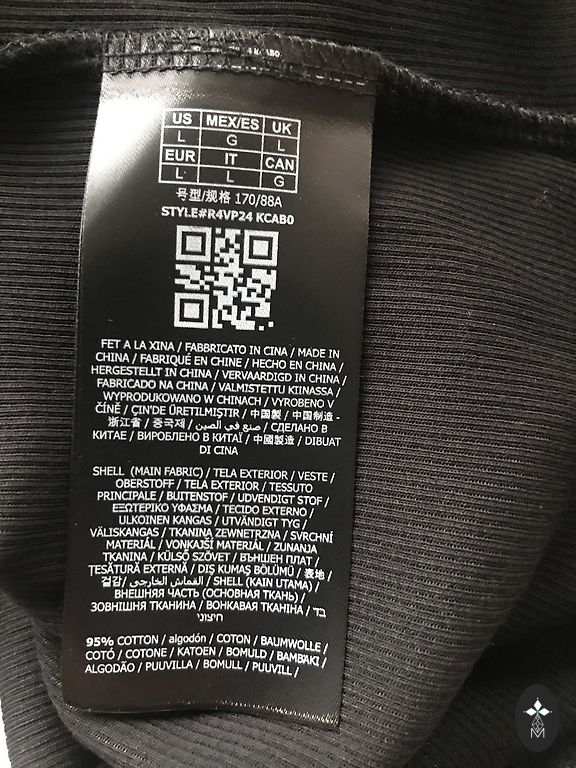 US MEX/ES UK
L G L
EUR IT CAN
L L G
号型/规格 170/88A
STYLE#R4VP24 KCAB0
FET A LA XINA / FABBRICATO IN CINA / MADE IN
CHINA / FABRIQUÉ EN CHINE / HECHO EN CHINA /
HERGESTELLT IN CHINA / VERVAARDIGD IN CHINA /
FABRICADO NA CHINA / VALMISTETTU KIINASSA /
WYPRODUKOWANO W CHINACH / VYROBENO V
ČÍNĚ / ÇIN'DE ÜRETILMIŞTIR / 中国製 / 中国制造 -
浙江省 / 중국제 / صنع في الصين / СДЕЛАНО В
КИТАЕ / ВИРОБЛЕНО В КИТАЇ / 中國製造 / DIBUAT
DI CINA
SHELL (MAIN FABRIC) / TELA EXTERIOR / VESTE /
OBERSTOFF / TELA EXTERIOR / TESSUTO
PRINCIPALE / BUITENSTOF / UDVENDIGT STOF /
ΕΞΩΤΕΡΙΚΟ ΥΦΑΣΜΑ / TECIDO EXTERNO /
ULKOINEN KANGAS / UTVÄNDIGT TYG /
VÄLISKANGAS / TKANINA ZEWNĘTRZNA / SVRCHNÍ
MATERIÁL / VONKAJŠÍ MATERIÁL / ZUNANJA
TKANINA / KÜLSŐ SZÖVET / ВЪНШЕН ПЛАТ /
ȚESĂTURĂ EXTERNĂ / DIŞ KUMAŞ BÖLÜMÜ / 表地 /
겉감 / القماش الخارجي / SHELL (KAIN UTAMA) /
ВНЕШНЯЯ ЧАСТЬ (ОСНОВНАЯ ТКАНЬ) /
ЗОВНІШНЯ ТКАНИНА / ВОНКАВАЯ ТКАНІНА / בד
חיצוני
95% COTTON / algodón / COTON / BAUMWOLLE /
COTÓ / COTONE / KATOEN / BOMULD / ΒΑΜΒΑΚΙ /
ALGODÃO / PUUVILLA / BOMULL / PUUVILL /
M